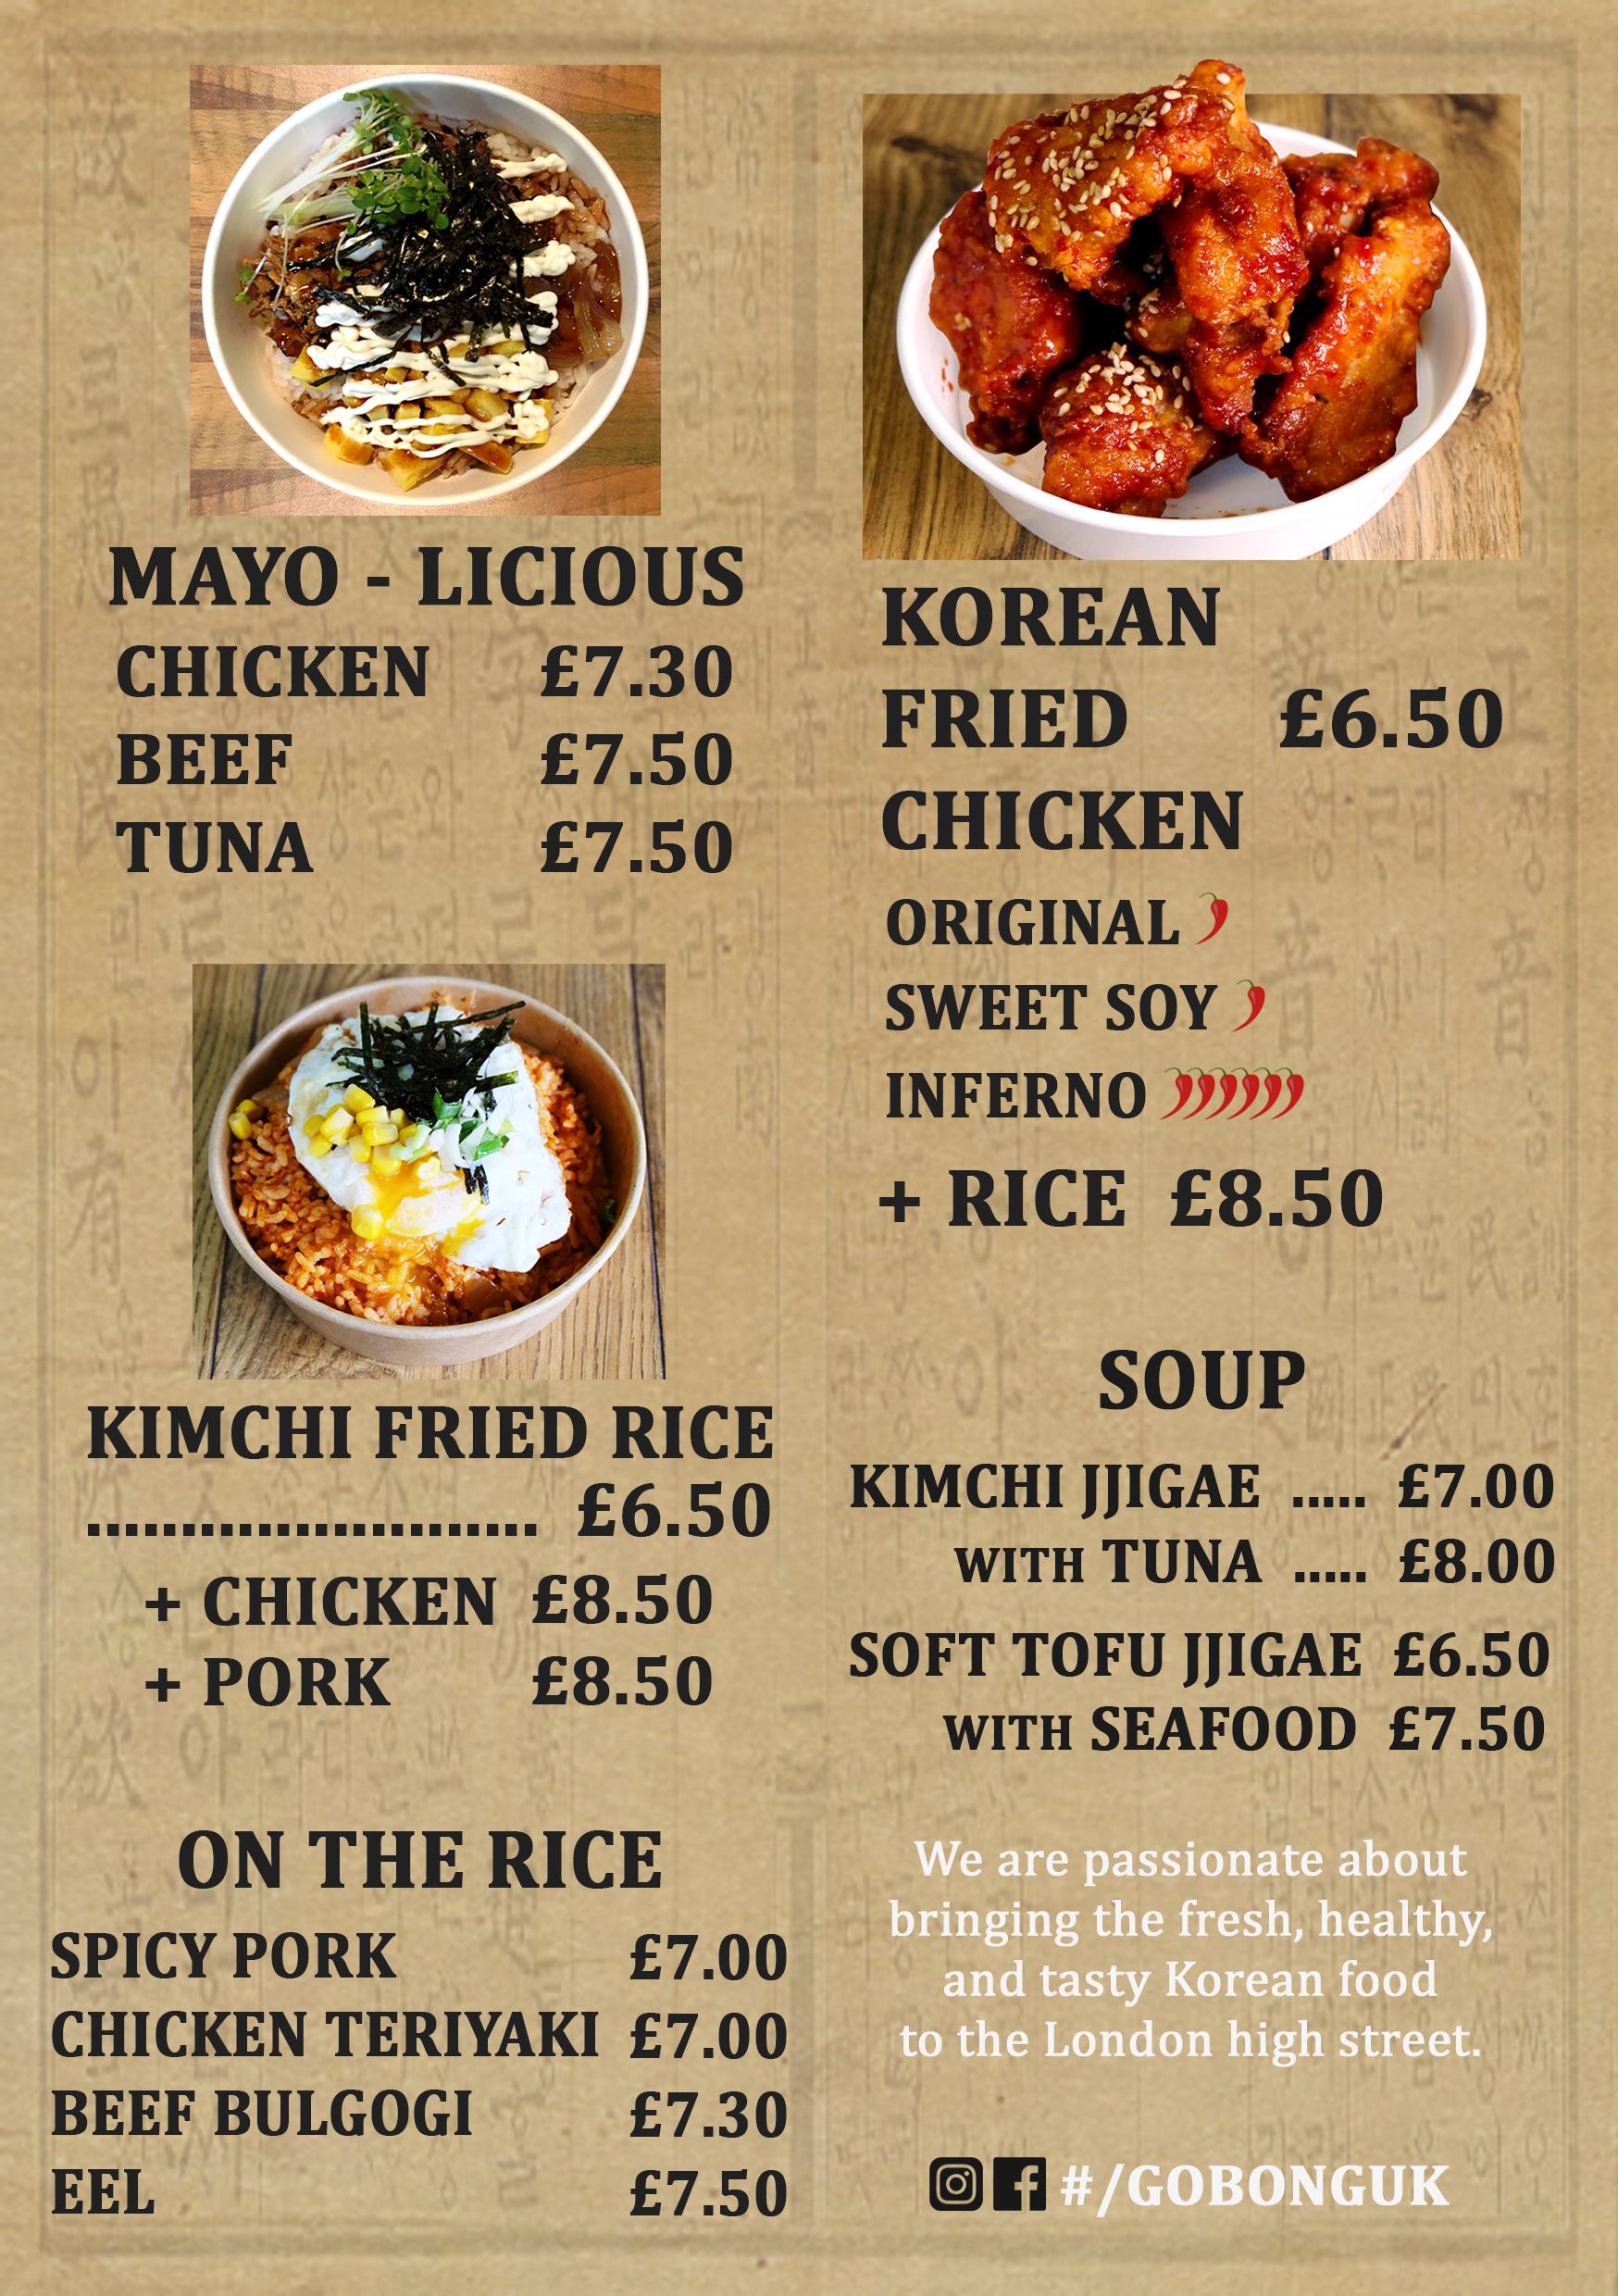 MAYO - LICIOUS
CHICKEN £7.30
BEEF £7.50
TUNA £7.50
KIMCHI FRIED RICE
........................ £6.50
+ CHICKEN £8.50
+ PORK £8.50
ON THE RICE
SPICY PORK £7.00
CHICKEN TERIYAKI £7.00
BEEF BULGOGI £7.30
EEL £7.50
KOREAN
FRIED £6.50
CHICKEN
ORIGINAL
SWEET SOY
INFERNO
+ RICE £8.50
SOUP
KIMCHI JJIGAE ..... £7.00
WITH TUNA ..... £8.00
SOFT TOFU JJIGAE £6.50
WITH SEAFOOD £7.50
We are passionate about
bringing the fresh, healthy,
and tasty Korean food
to the London high street.
#/GOBONGUK